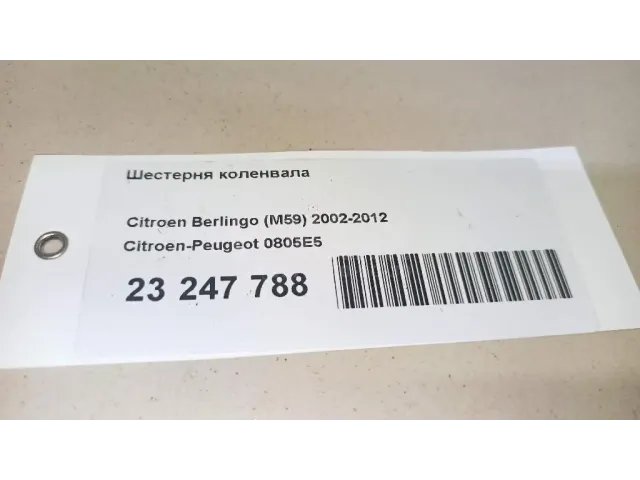 Шестерня коленвала
Citroen Berlingo (M59) 2002-2012
Citroen-Peugeot 0805E5
23 247 788